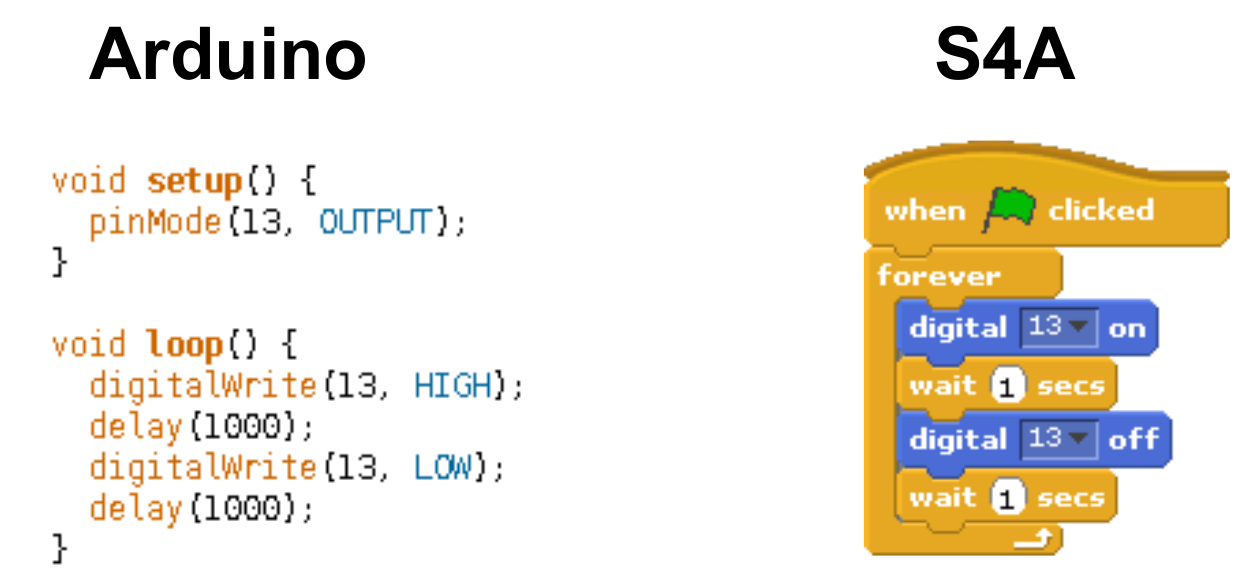 Arduino
void setup() {
  pinMode(13, OUTPUT);
}
void loop() {
  digitalWrite(13, HIGH);
  delay(1000);
  digitalWrite(13, LOW);
  delay(1000);
}
S4A
when clicked
forever
digital 13 on
wait 1 secs
digital 13 off
wait 1 secs